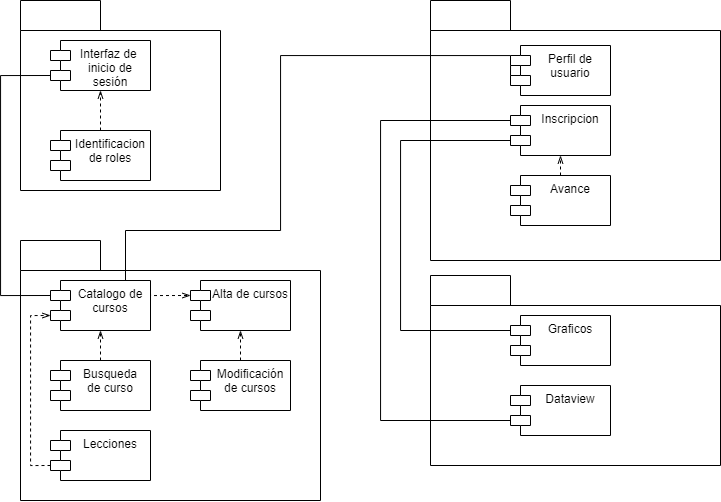 Interfaz de
inicio de
sesión
Identificacion
de roles
Perfil de
usuario
Inscripcion
Avance
Catalogo de
cursos
Alta de cursos
Busqueda
de curso
Modificación
de cursos
Lecciones
Graficos
Dataview